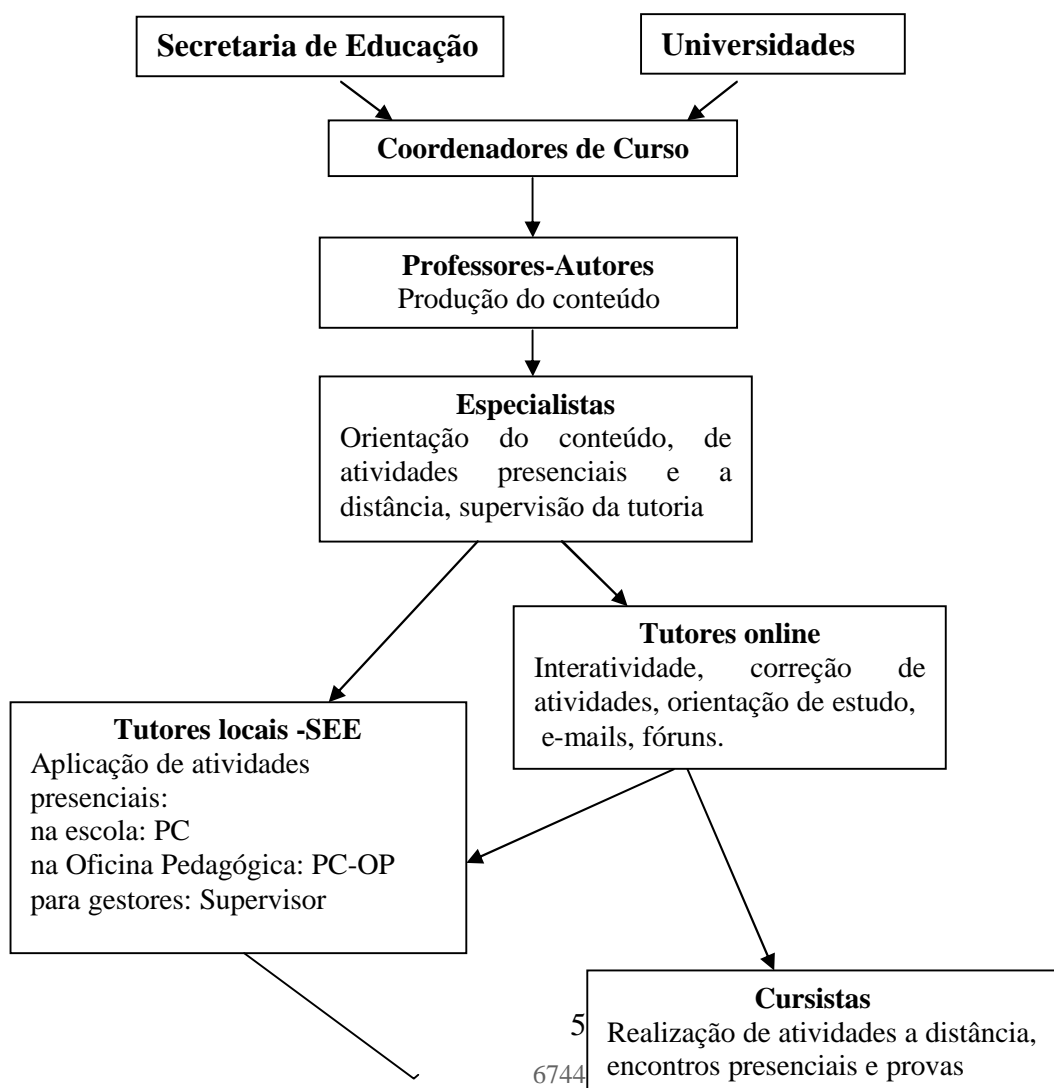 Secretaria de Educação
Universidades
Coordenadores de Curso
Professores-Autores
Produção do conteúdo
Especialistas
Orientação do conteúdo, de
atividades presenciais e a
distância, supervisão da tutoria
Tutores online
Interatividade, correção de
atividades, orientação de estudo,
e-mails, fóruns.
Tutores locais -SEE
Aplicação de atividades
presenciais:
na escola: PC
na Oficina Pedagógica: PC-OP
para gestores: Supervisor
Cursistas
Realização de atividades a distância,
encontros presenciais e provas
5
6744